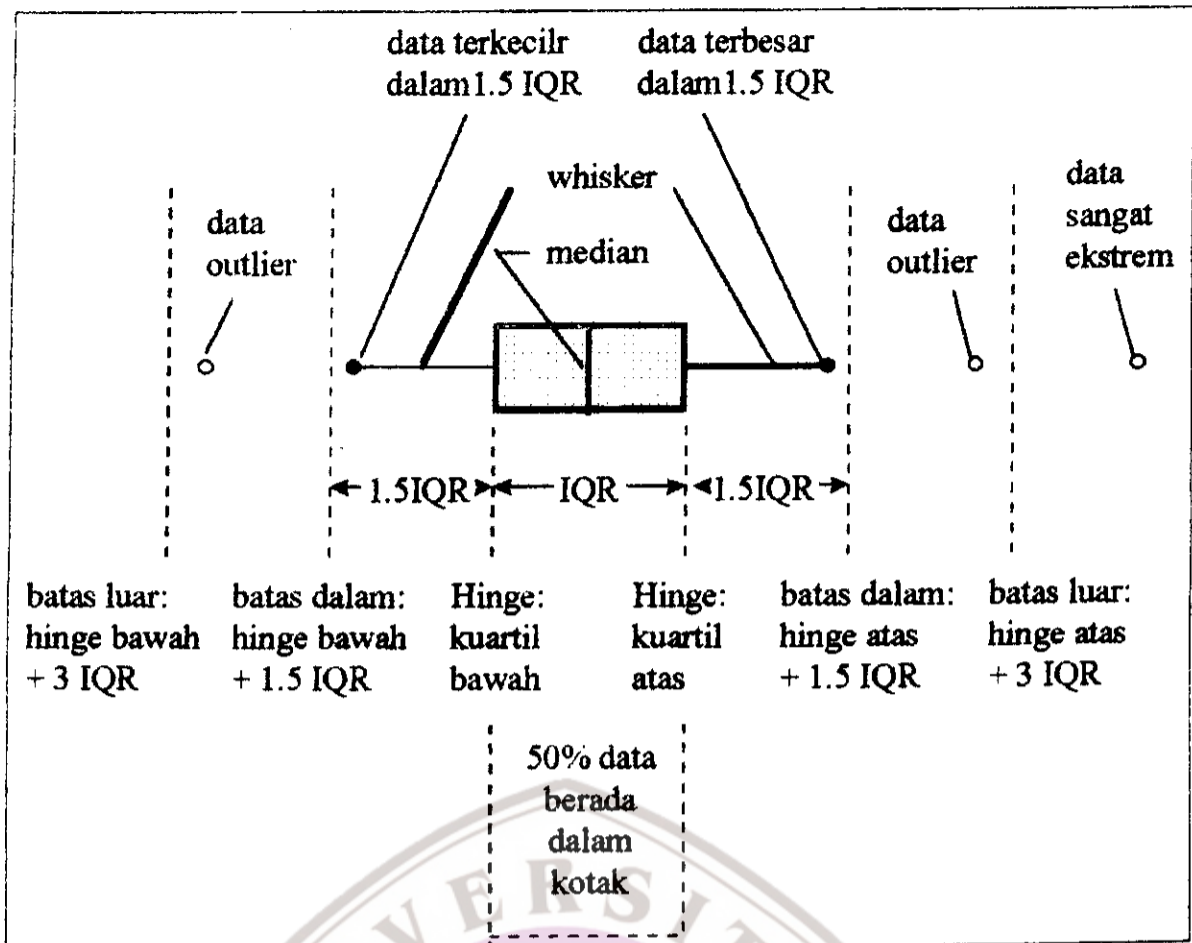 data terkecilr
dalam1.5 IQR
data terbesar
dalam1.5 IQR
whisker
median
data
outlier
data
outlier
data
sangat
ekstrem
1.5IQR
IQR
1.5IQR
batas luar:
hinge bawah
+ 3 IQR
batas dalam:
hinge bawah
+ 1.5 IQR
Hinge:
kuartil
bawah
Hinge:
kuartil
atas
batas dalam:
hinge atas
+ 1.5 IQR
batas luar:
hinge atas
+ 3 IQR
50% data
berada
dalam
kotak
VERSIT